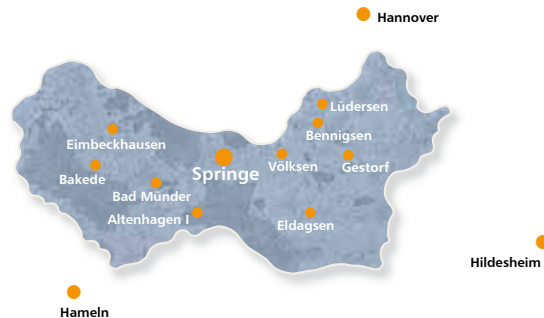 Hannover
Lüdersen
Bennigsen
Eimbeckhausen
Völksen
Gestorf
Springe
Bakede
Bad Münder
Altenhagen I
Eldagsen
Hildesheim
Hameln